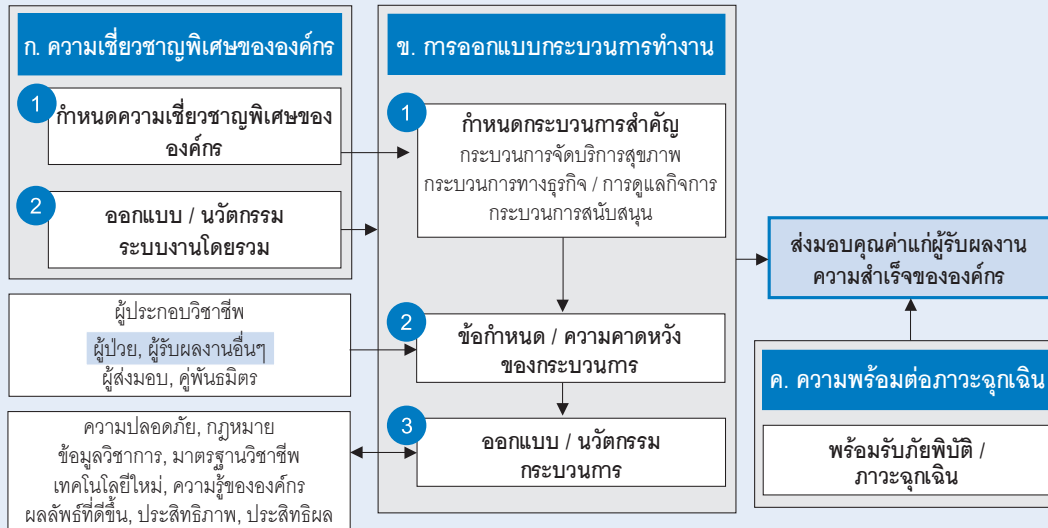 ก. ความเชี่ยวชาญพิเศษขององค์กร
1
กำหนดความเชี่ยวชาญพิเศษของ
องค์กร
2
ออกแบบ / นวัตกรรม
ระบบงานโดยรวม
ผู้ประกอบวิชาชีพ
ผู้ป่วย, ผู้รับผลงานอื่นๆ
ผู้ส่งมอบ, คู่พันธมิตร
ความปลอดภัย, กฎหมาย
ข้อมูลวิชาการ, มาตรฐานวิชาชีพ
เทคโนโลยีใหม่, ความรู้ขององค์กร
ผลลัพธ์ที่ดีขึ้น, ประสิทธิภาพ, ประสิทธิผล
ข. การออกแบบกระบวนการทำงาน
1
กำหนดกระบวนการสำคัญ
กระบวนการจัดบริการสุขภาพ
กระบวนการทางธุรกิจ / การดูแลกิจการ
กระบวนการสนับสนุน
2
ข้อกำหนด / ความคาดหวัง
ของกระบวนการ
3
ออกแบบ / นวัตกรรม
กระบวนการ
ส่งมอบคุณค่าแก่ผู้รับผลงาน
ความสำเร็จขององค์กร
ค. ความพร้อมต่อภาวะฉุกเฉิน
พร้อมรับภัยพิบัติ /
ภาวะฉุกเฉิน